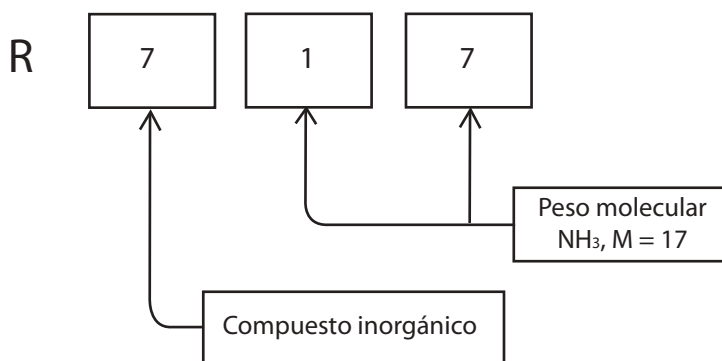 R 7 1 7
Peso molecular
NH₃, M = 17
Compuesto inorgánico